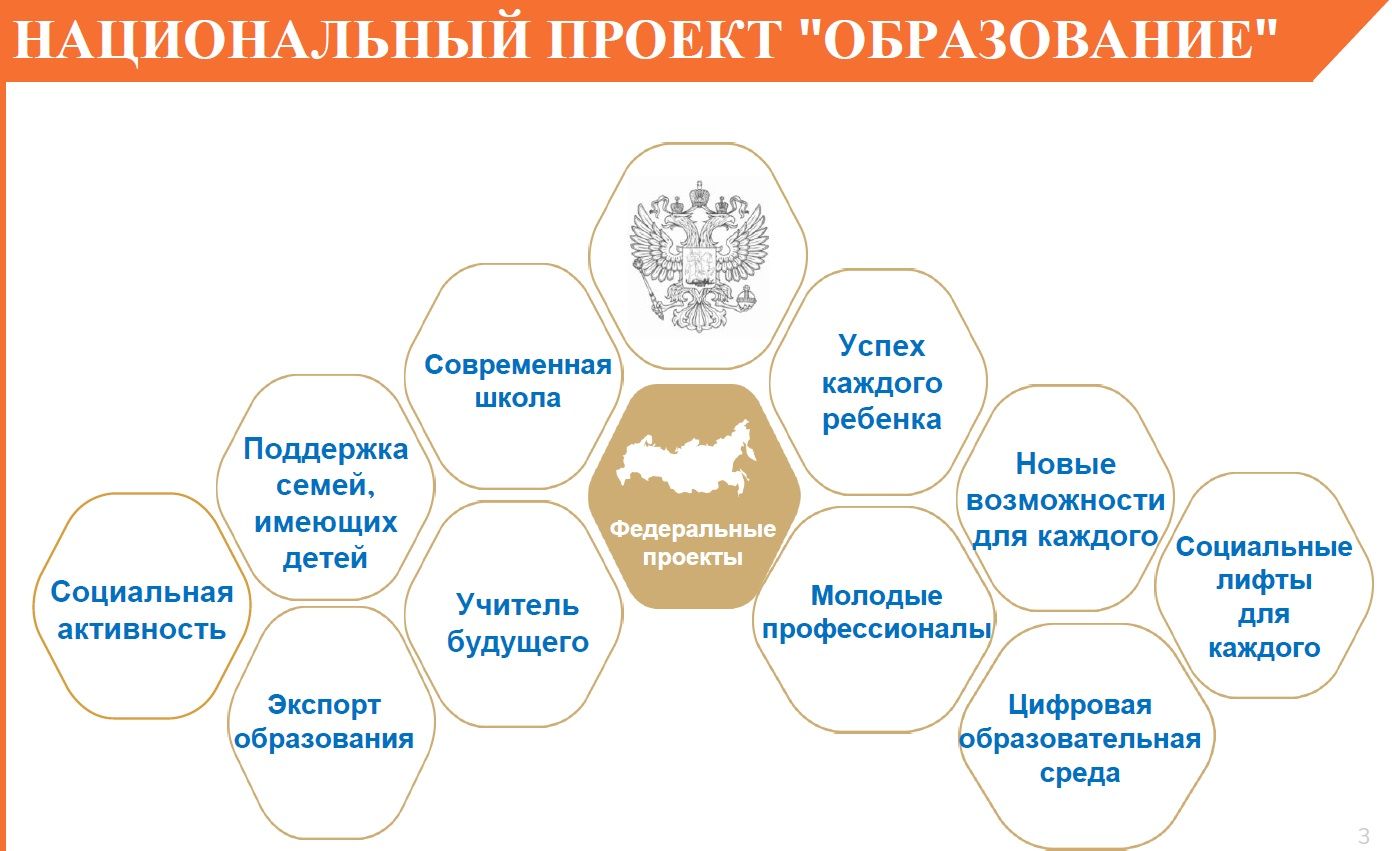 НАЦИОНАЛЬНЫЙ ПРОЕКТ "ОБРАЗОВАНИЕ"
Современная
школа
Успех
каждого
ребенка
Поддержка
семей,
имеющих
детей
Федеральные
проекты
Новые
возможности
для каждого
Социальная
активность
Учитель
будущего
Молодые
профессионалы
Социальные
лифты
для
каждого
Экспорт
образования
Цифровая
образовательная
среда
3